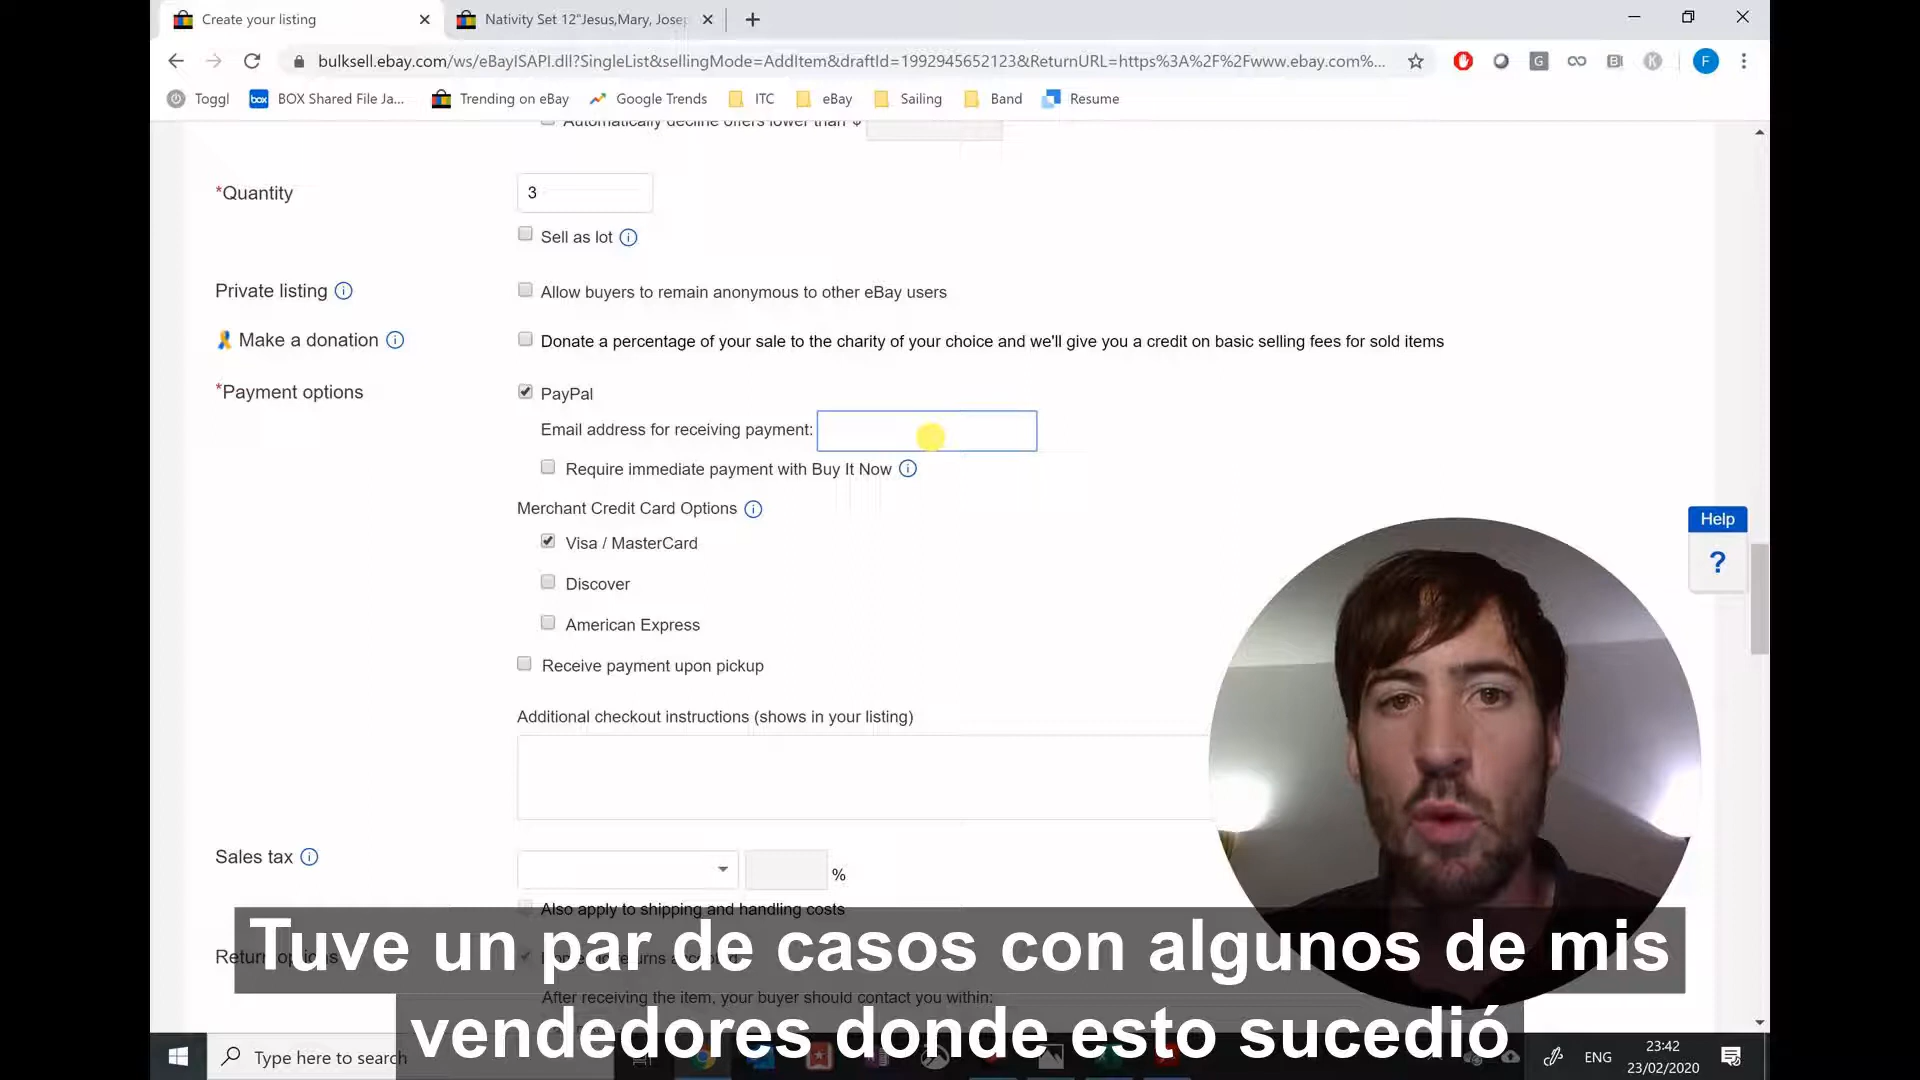 Create your listing
Nativity Set 12"Jesus,Mary, Josep
bulksell.ebay.com/ws/eBayISAPI.dll?SingleList&sellingMode=AddItem&draftId=1992945652123&ReturnURL=https%3A%2F%2Fwww.ebay.com%...
F
Toggl
box BOX Shared File Ja...
Trending on eBay
Google Trends
ITC
eBay
Sailing
Band
Resume
Automatically decline offers lower than $
*Quantity
3
Sell as lot
Private listing
Allow buyers to remain anonymous to other eBay users
Make a donation
Donate a percentage of your sale to the charity of your choice and we'll give you a credit on basic selling fees for sold items
*Payment options
PayPal
Email address for receiving payment:
Require immediate payment with Buy It Now
Merchant Credit Card Options
Visa / MasterCard
Discover
American Express
Receive payment upon pickup
Additional checkout instructions (shows in your listing)
Help
?
Sales tax
%
Also apply to shipping and handling costs
Return options
Tuve un par de casos con algunos de mis
After receiving the item, your buyer should contact you within:
vendedores donde esto sucedió
Type here to search
ENG
23:42
23/02/2020